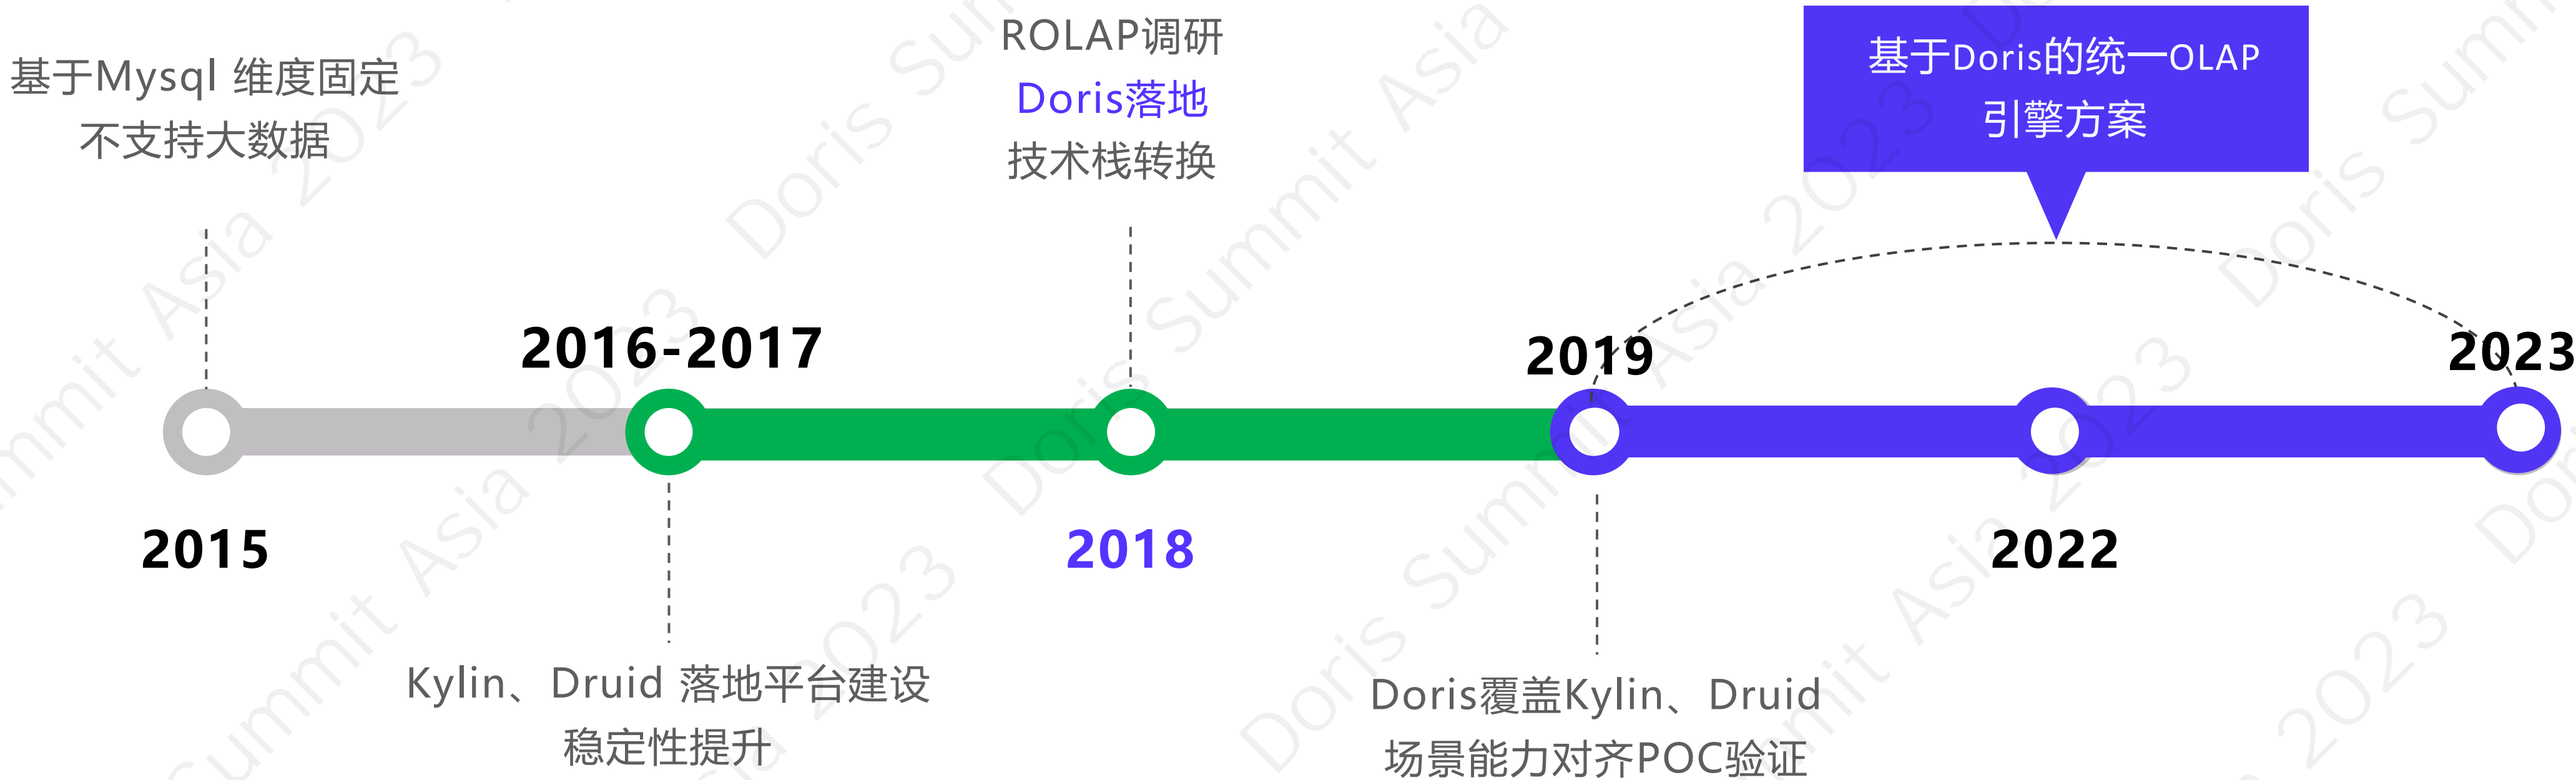 基于Mysql 维度固定
不支持大数据
2015
2016-2017
Kylin、Druid 落地平台建设
稳定性提升
ROLAP调研
Doris落地
技术栈转换
2018
2019
Doris覆盖Kylin、Druid
场景能力对齐POC验证
基于Doris的统一OLAP
引擎方案
2022
2023
Doris Summit Asia 2023